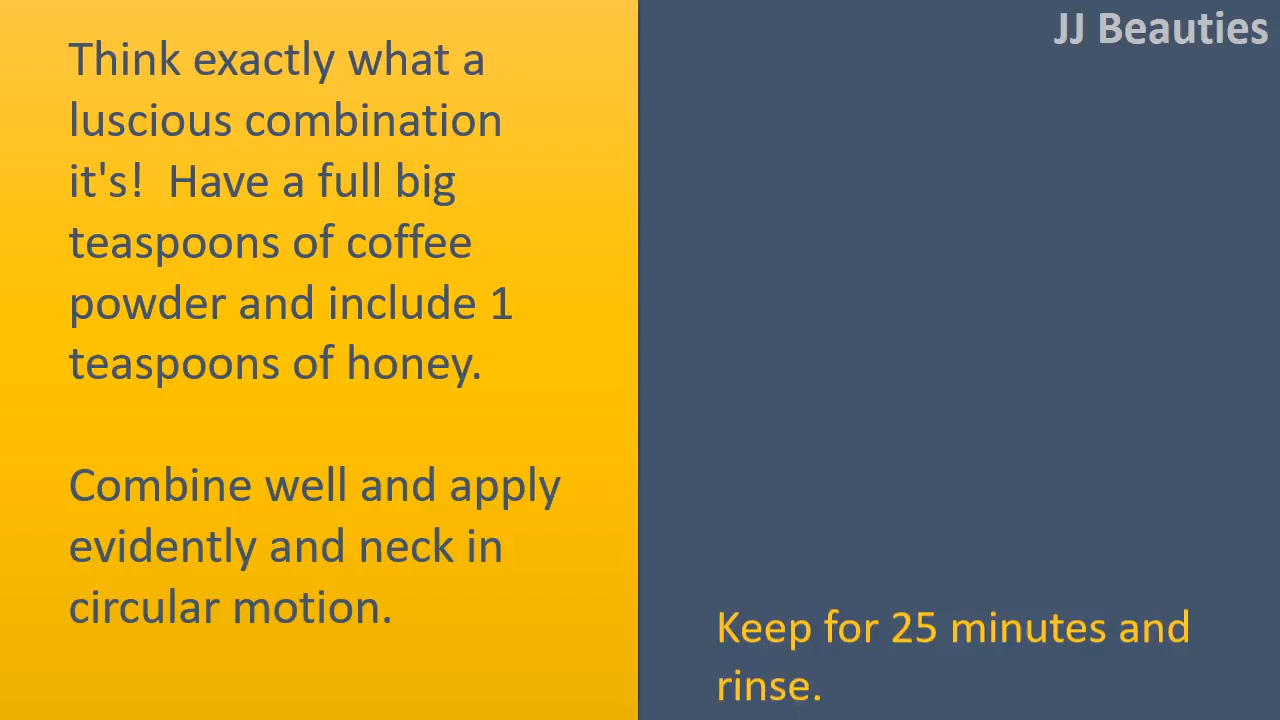 Think exactly what a
luscious combination
it's!  Have a full big
teaspoons of coffee
powder and include 1
teaspoons of honey.
Combine well and apply
evidently and neck in
circular motion.
JJ Beauties
Keep for 25 minutes and
rinse.